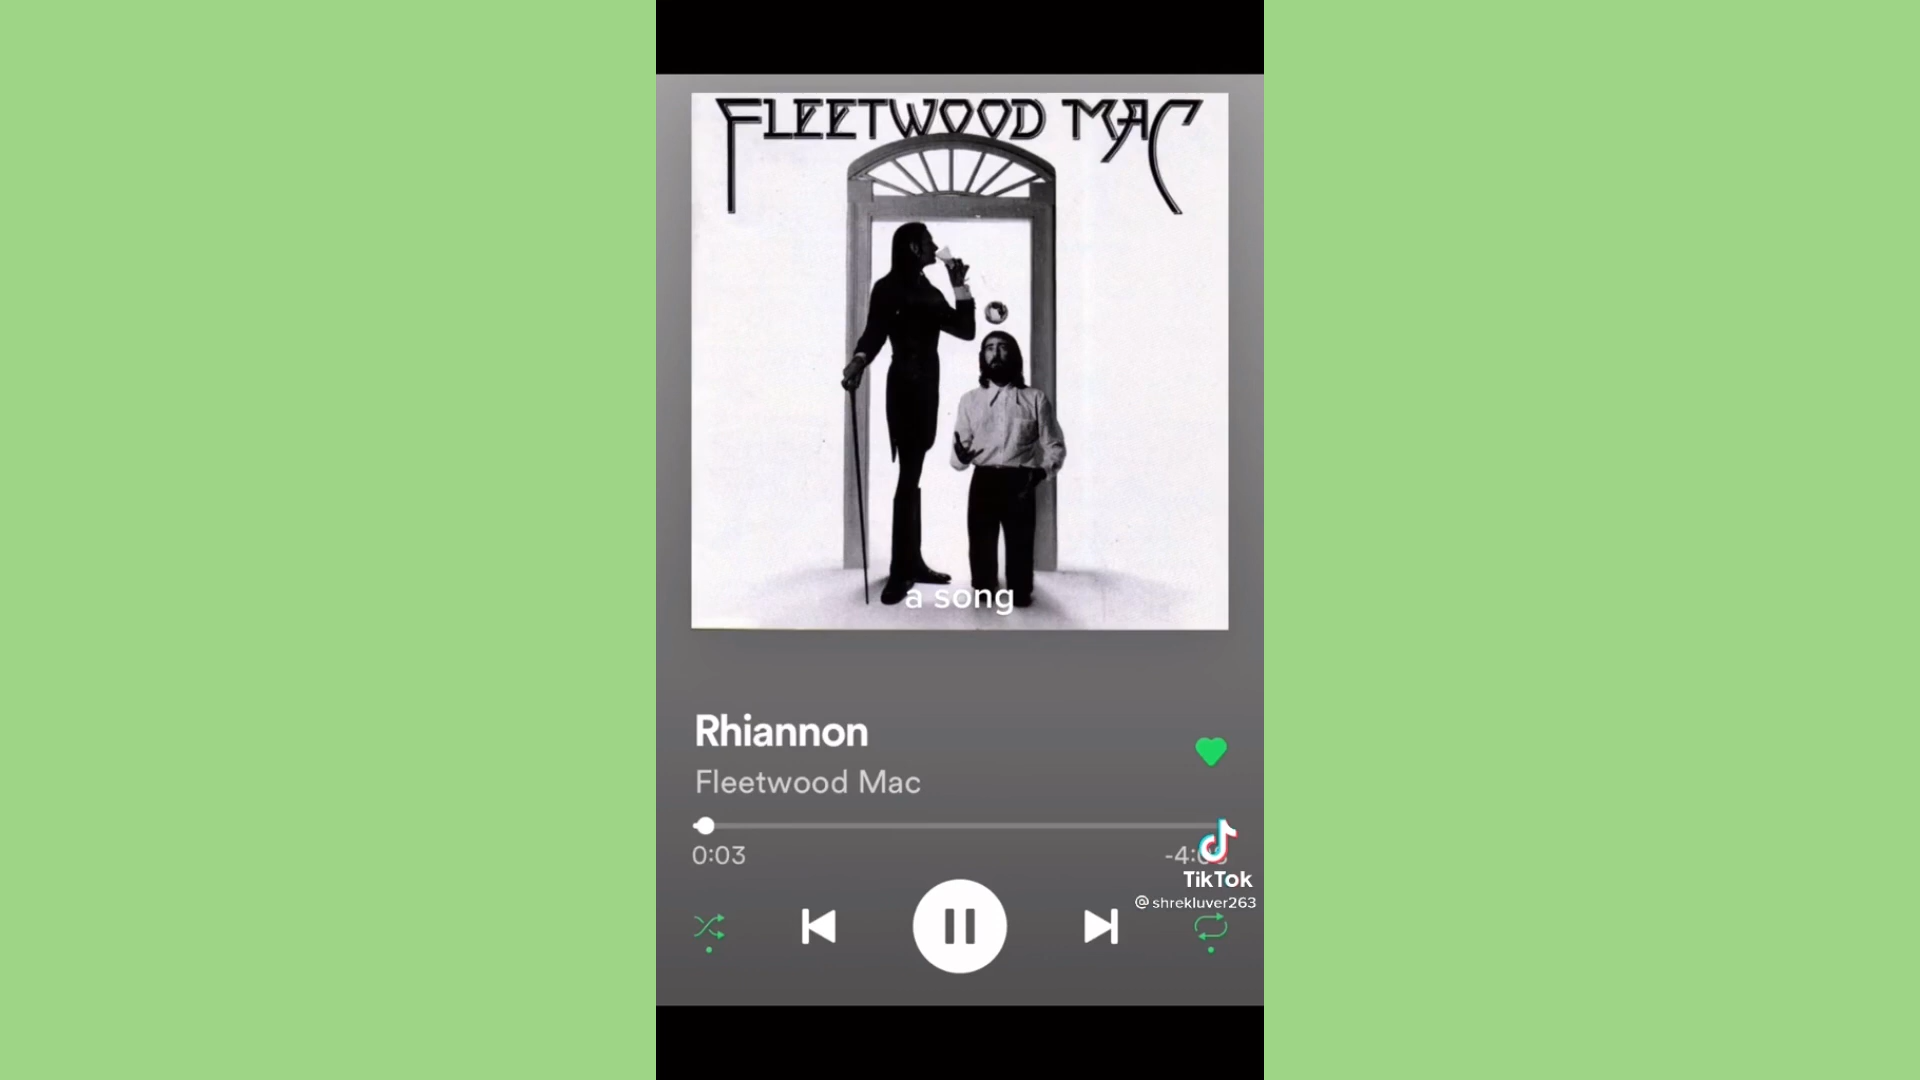 FLEETWOOD MAC
a song
Rhiannon
Fleetwood Mac
0:03
TikTok
@shrekluver263